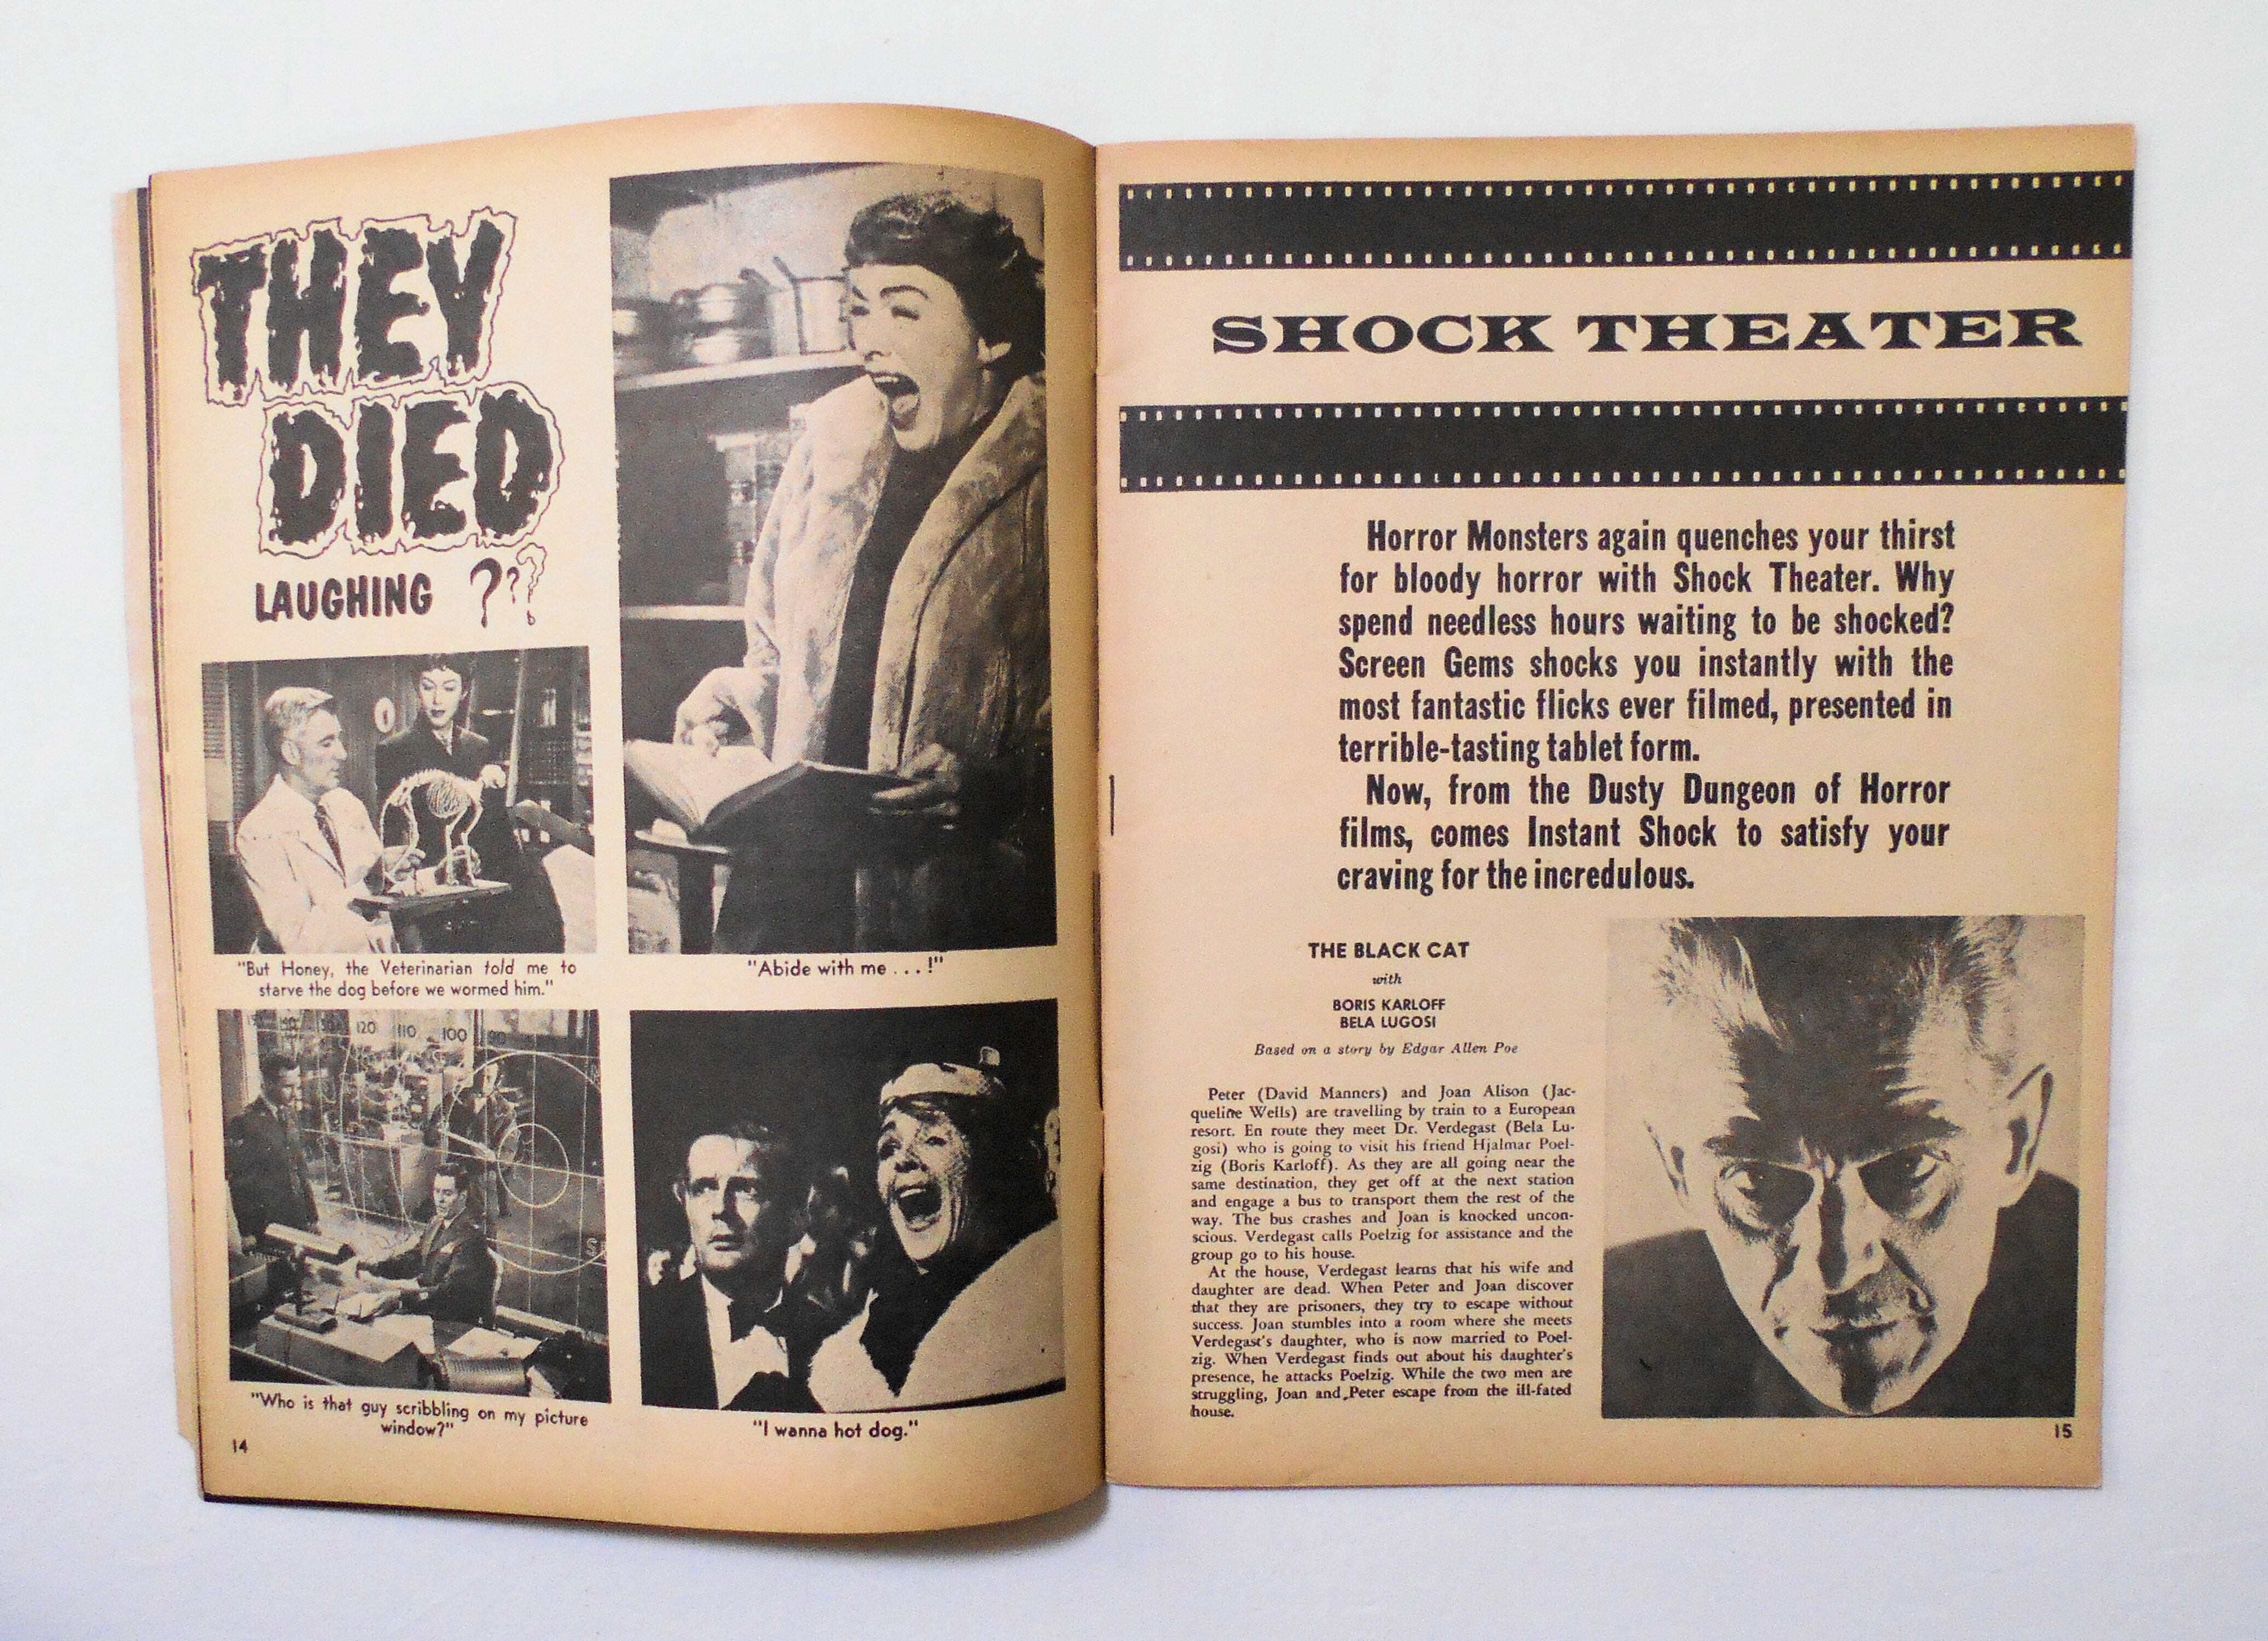 THEY
DIED
LAUGHING ???
"But Honey, the Veterinarian told me to
starve the dog before we wormed him."
"Abide with me . . . !"
120 110 100 90
"Who is that guy scribbling on my picture
window?"
"I wanna hot dog."
14
SHOCK THEATER
Horror Monsters again quenches your thirst
for bloody horror with Shock Theater. Why
spend needless hours waiting to be shocked?
Screen Gems shocks you instantly with the
most fantastic flicks ever filmed, presented in
terrible-tasting tablet form.
Now, from the Dusty Dungeon of Horror
films, comes Instant Shock to satisfy your
craving for the incredulous.
THE BLACK CAT
with
BORIS KARLOFF
BELA LUGOSI
Based on a story by Edgar Allen Poe
Peter (David Manners) and Joan Alison (Jac-
queline Wells) are travelling by train to a European
resort. En route they meet Dr. Verdegast (Bela Lu-
gosi) who is going to visit his friend Hjalmar Poel-
zig (Boris Karloff). As they are all going near the
same destination, they get off at the next station
and engage a bus to transport them the rest of the
way. The bus crashes and Joan is knocked uncon-
scious. Verdegast calls Poelzig for assistance and the
group go to his house.
At the house, Verdegast learns that his wife and
daughter are dead. When Peter and Joan discover
that they are prisoners, they try to escape without
success. Joan stumbles into a room where she meets
Verdegast's daughter, who is now married to Poel-
zig. When Verdegast finds out about his daughter's
presence, he attacks Poelzig. While the two men are
struggling, Joan and Peter escape from the ill-fated
house.
15